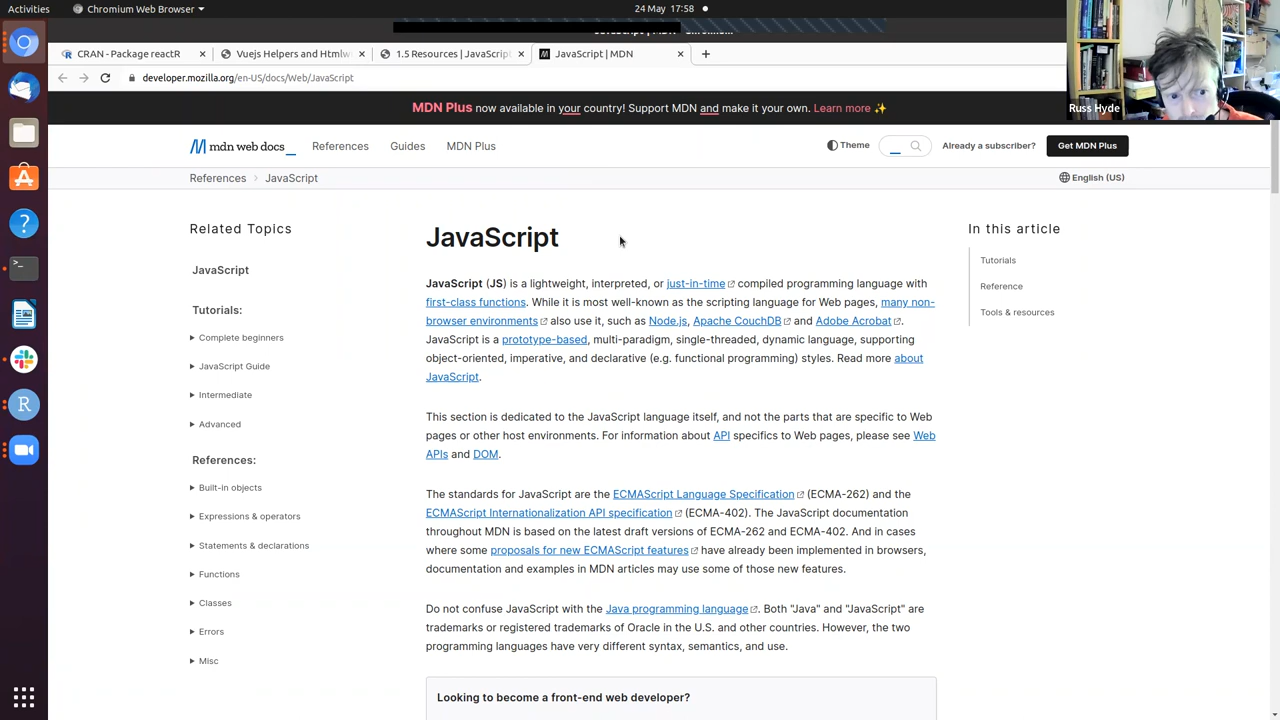 Activities
Chromium Web Browser
24 May 17:58
CRAN - Package reactR
Vuejs Helpers and Htmlw
1.5 Resources | JavaScript
JavaScript | MDN
developer.mozilla.org/en-US/docs/Web/JavaScript
Russ Hyde
MDN Plus now available in your country! Support MDN and make it your own. Learn more ✨
mdn web docs_
References
Guides
MDN Plus
Theme
Already a subscriber?
Get MDN Plus
References > JavaScript
English (US)
Related Topics
JavaScript
Tutorials:
Complete beginners
JavaScript Guide
Intermediate
Advanced
References:
Built-in objects
Expressions & operators
Statements & declarations
Functions
Classes
Errors
Misc
JavaScript
JavaScript (JS) is a lightweight, interpreted, or just-in-time compiled programming language with
first-class functions. While it is most well-known as the scripting language for Web pages, many non-
browser environments also use it, such as Node.js, Apache CouchDB and Adobe Acrobat.
JavaScript is a prototype-based, multi-paradigm, single-threaded, dynamic language, supporting
object-oriented, imperative, and declarative (e.g. functional programming) styles. Read more about
JavaScript.
This section is dedicated to the JavaScript language itself, and not the parts that are specific to Web
pages or other host environments. For information about API specifics to Web pages, please see Web
APIs and DOM.
The standards for JavaScript are the ECMAScript Language Specification (ECMA-262) and the
ECMAScript Internationalization API specification (ECMA-402). The JavaScript documentation
throughout MDN is based on the latest draft versions of ECMA-262 and ECMA-402. And in cases
where some proposals for new ECMAScript features have already been implemented in browsers,
documentation and examples in MDN articles may use some of those new features.
Do not confuse JavaScript with the Java programming language. Both "Java" and "JavaScript" are
trademarks or registered trademarks of Oracle in the U.S. and other countries. However, the two
programming languages have very different syntax, semantics, and use.
Looking to become a front-end web developer?
In this article
Tutorials
Reference
Tools & resources